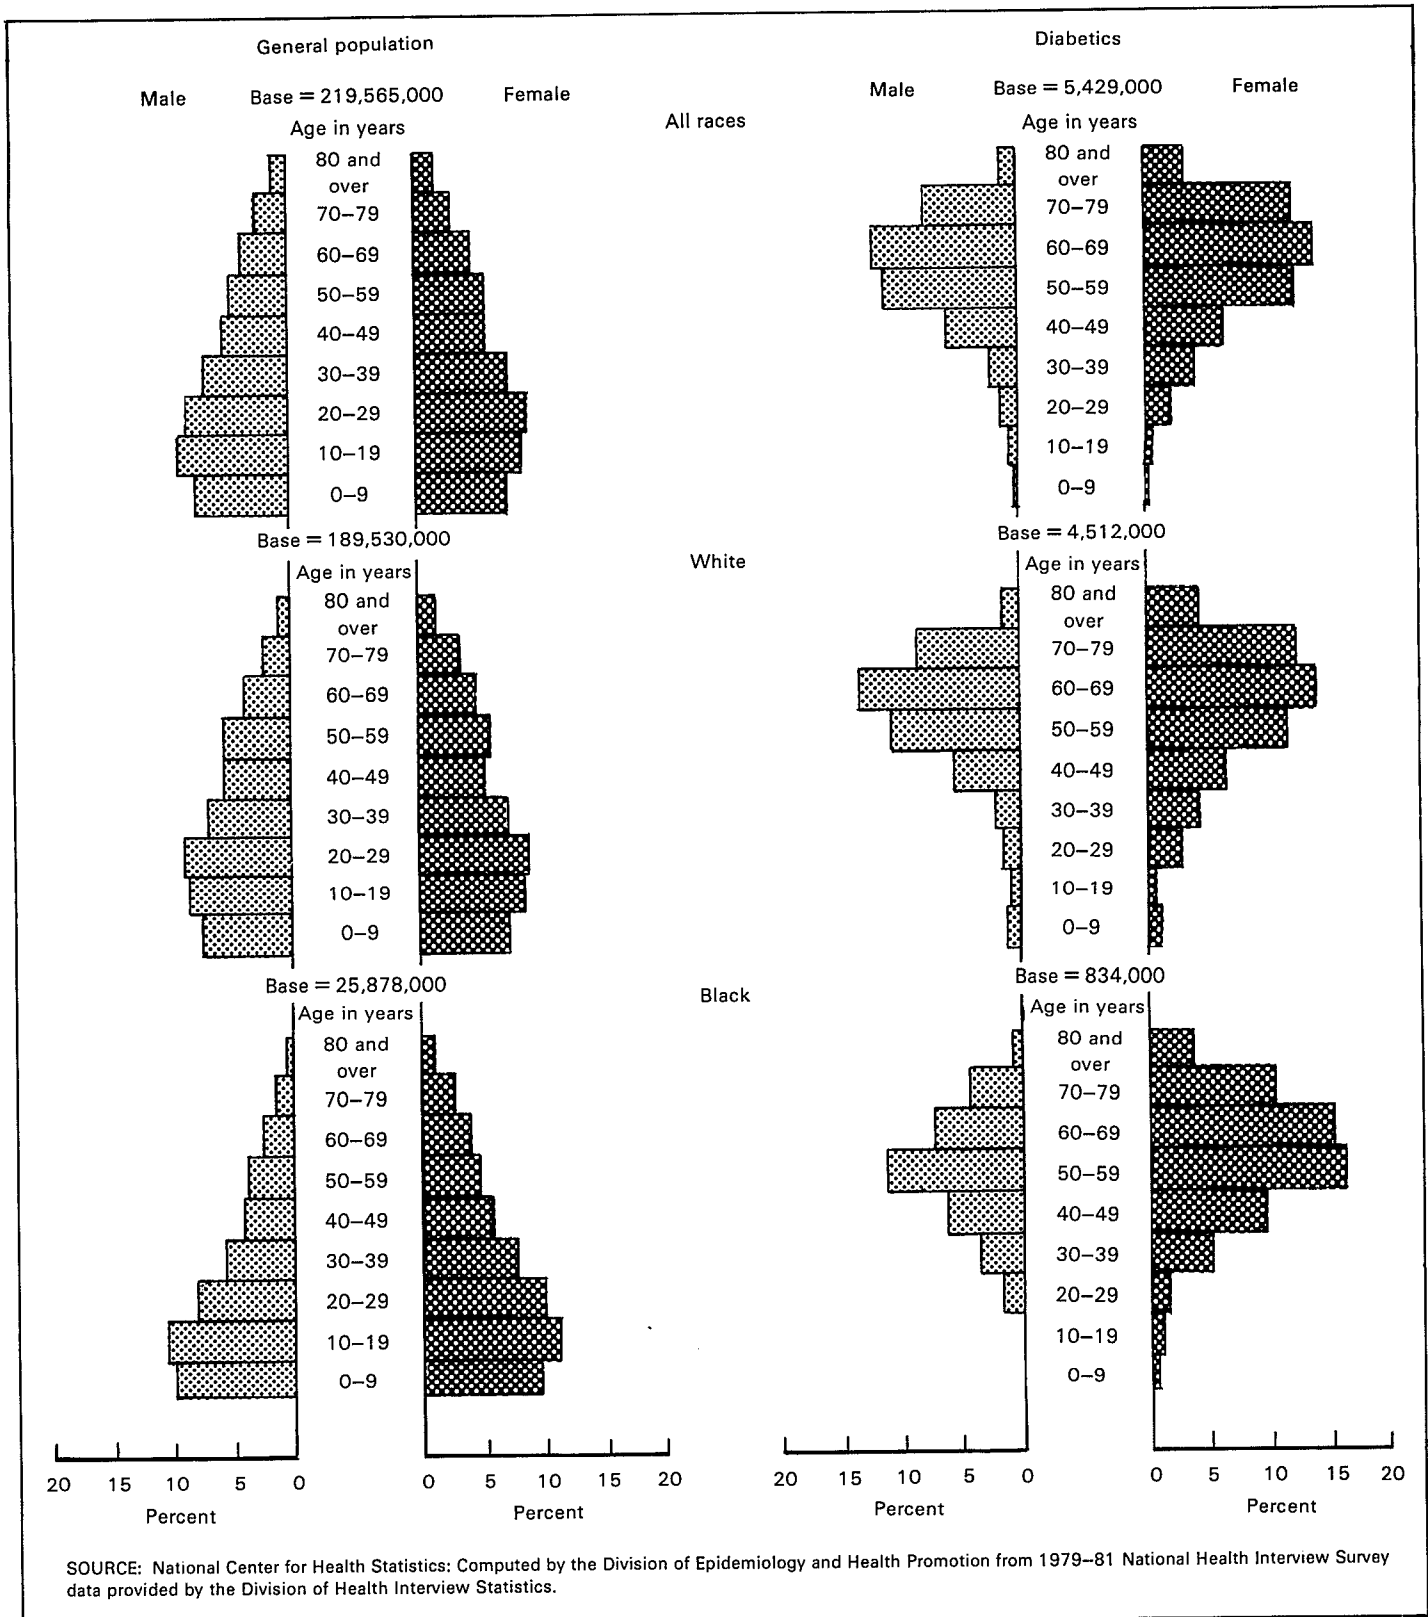 General population
Male Base = 219,565,000 Female
Age in years
80 and
over
70–79
60–69
50–59
40–49
30–39
20–29
10–19
0–9
Diabetics
Male Base = 5,429,000 Female
All races
Age in years
80 and
over
70–79
60–69
50–59
40–49
30–39
20–29
10–19
0–9
Base = 189,530,000
White
Age in years
80 and
over
70–79
60–69
50–59
40–49
30–39
20–29
10–19
0–9
Base = 4,512,000
Age in years
80 and
over
70–79
60–69
50–59
40–49
30–39
20–29
10–19
0–9
Base = 25,878,000
Black
Age in years
80 and
over
70–79
60–69
50–59
40–49
30–39
20–29
10–19
0–9
Base = 834,000
Age in years
80 and
over
70–79
60–69
50–59
40–49
30–39
20–29
10–19
0–9
20 15 10 5 0 0 5 10 15 20
Percent Percent
20 15 10 5 0 0 5 10 15 20
Percent Percent
SOURCE: National Center for Health Statistics: Computed by the Division of Epidemiology and Health Promotion from 1979–81 National Health Interview Survey
data provided by the Division of Health Interview Statistics.